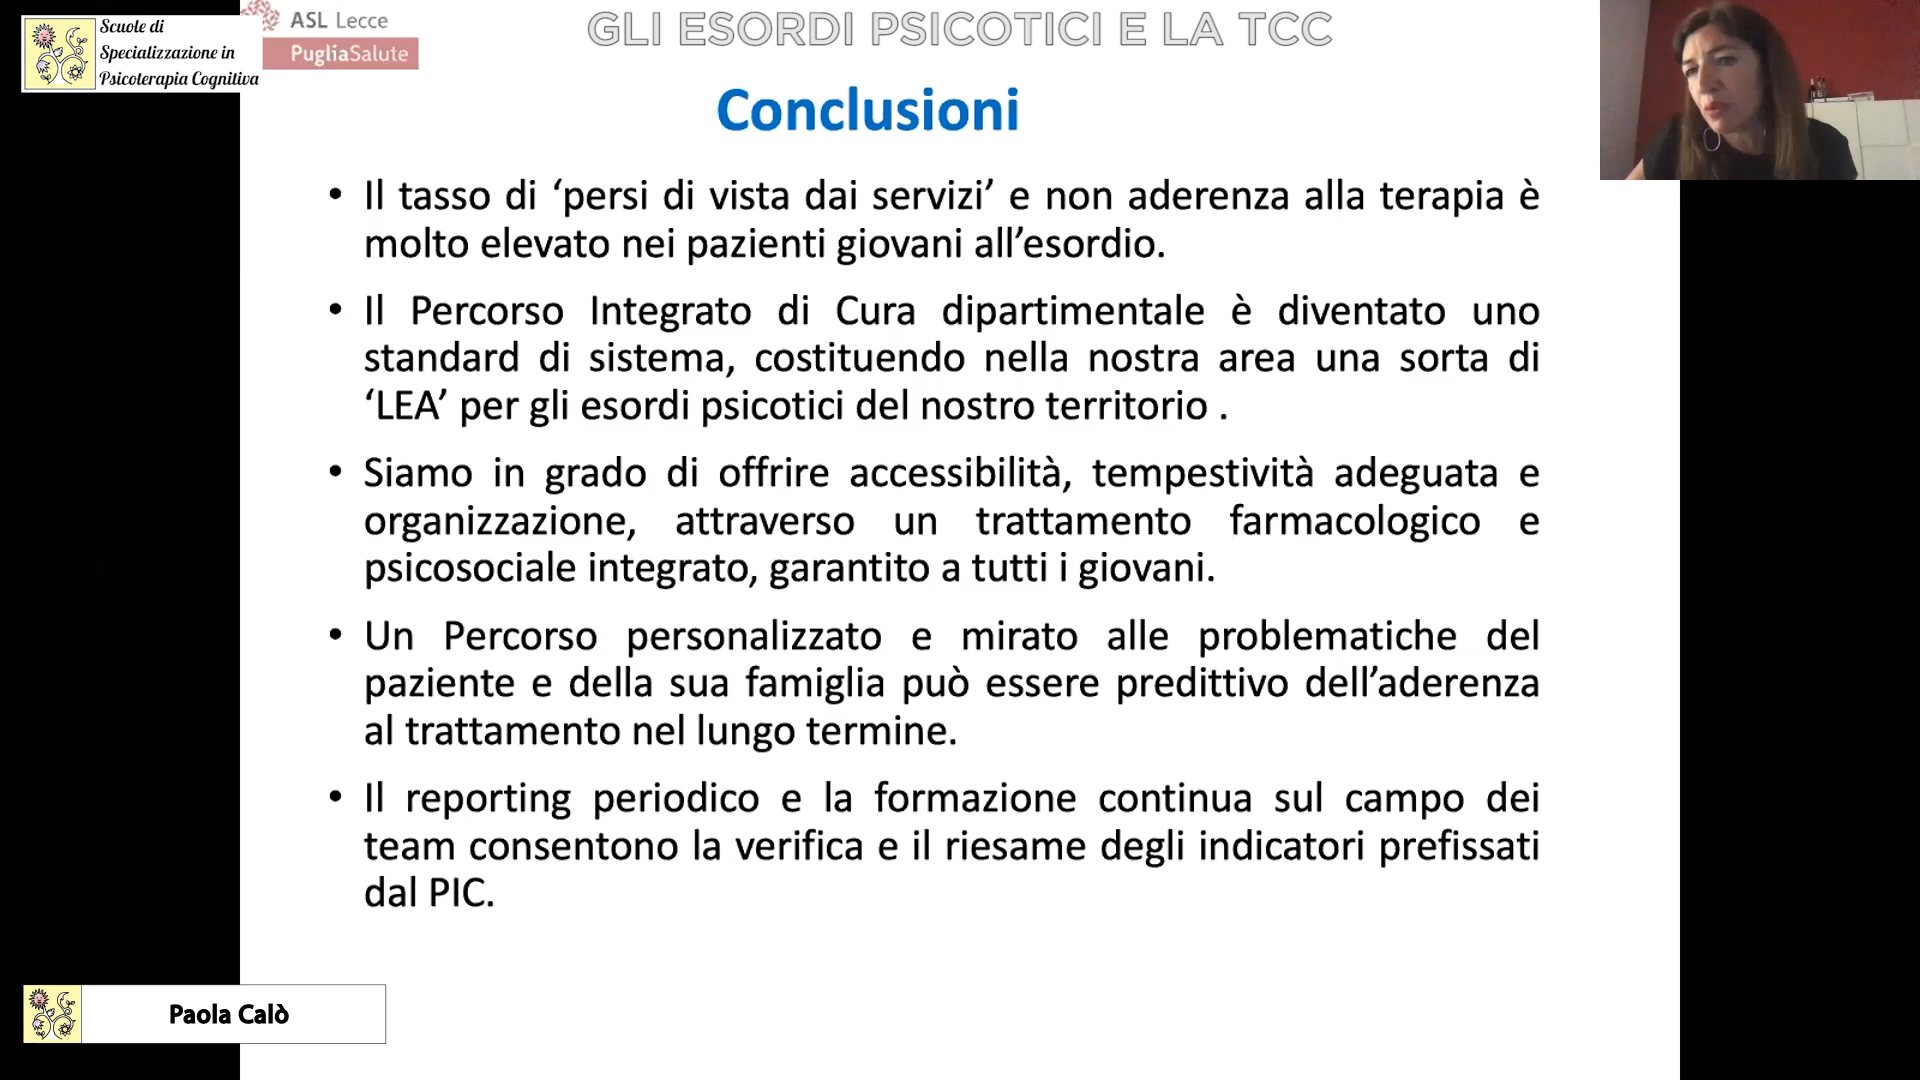 Scuole di
Specializzazione in
Psicoterapia Cognitiva
ASL Lecce
PugliaSalute
GLI ESORDI PSICOTICI E LA TCC
Conclusioni
• Il tasso di ‘persi di vista dai servizi’ e non aderenza alla terapia è
molto elevato nei pazienti giovani all’esordio.
• Il Percorso Integrato di Cura dipartimentale è diventato uno
standard di sistema, costituendo nella nostra area una sorta di
‘LEA’ per gli esordi psicotici del nostro territorio .
• Siamo in grado di offrire accessibilità, tempestività adeguata e
organizzazione, attraverso un trattamento farmacologico e
psicosociale integrato, garantito a tutti i giovani.
• Un Percorso personalizzato e mirato alle problematiche del
paziente e della sua famiglia può essere predittivo dell’aderenza
al trattamento nel lungo termine.
• Il reporting periodico e la formazione continua sul campo dei
team consentono la verifica e il riesame degli indicatori prefissati
dal PIC.
Paola Calò